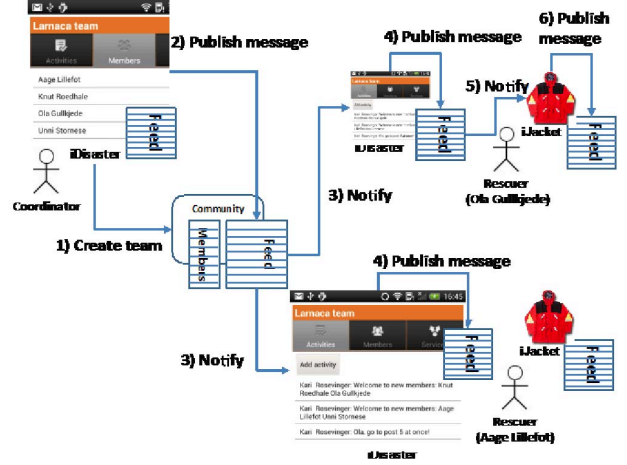 Larnaca team
Activities
Members
Aage Lillefot
Knut Roedhale
Ola Gullkjede
Unni Stornese
Feed
iDisaster
Coordinator
1) Create team
2) Publish message
Community
Members
Feed
3) Notify
3) Notify
4) Publish message
Larnaca team
Add activity
iDisaster
Feed
5) Notify
6) Publish
message
iJacket
Feed
Rescuer
(Ola Gullkjede)
4) Publish message
16:45
Larnaca team
Activities
Members
Add activity
Kari Rosevinger: Welcome to new members: Knut
Roedhale Ola Gullkjede
Kari Rosevinger: Welcome to new members: Aage
Lillefot Unni Stornese
Kari Rosevinger: Ola, go to post 5 at once!
iDisaster
Feed
iJacket
Feed
Rescuer
(Aage Lillefot)